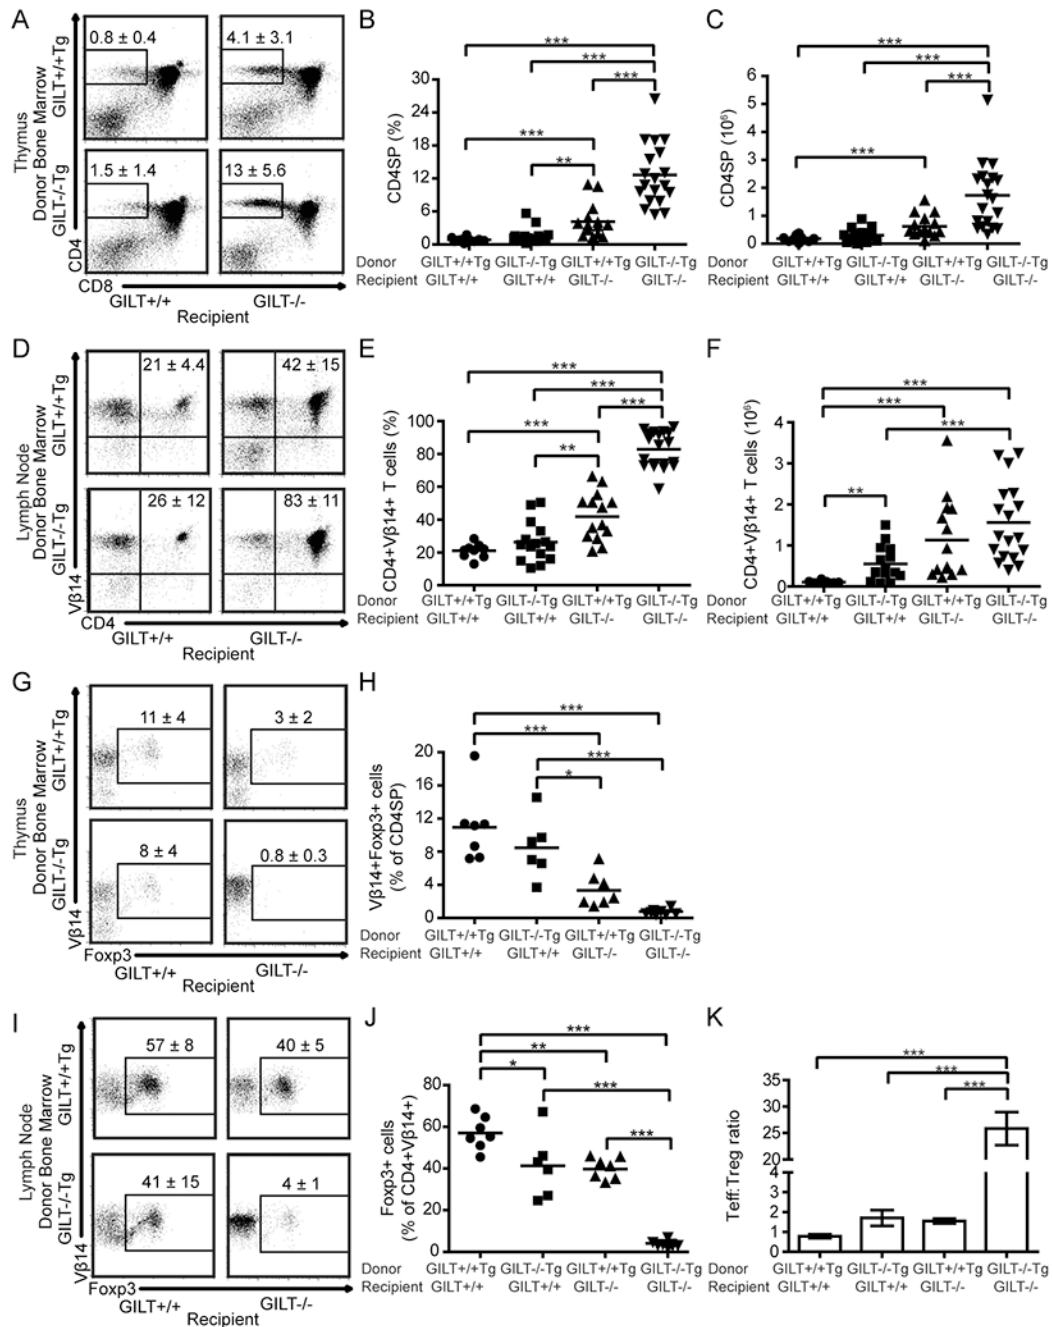 A
Thymus
Donor Bone Marrow
GILT-/-Tg GILT+/+Tg
0.8 ± 0.4 4.1 ± 3.1
1.5 ± 1.4 13 ± 5.6
CD4
CD8
GILT+/+ GILT-/-
Recipient
B
*** 
***
***
***
**
CD4SP (%)
30
24
18
12
6
0
Donor GILT+/+Tg GILT-/-Tg GILT+/+Tg GILT-/-Tg
Recipient GILT+/+ GILT+/+ GILT-/- GILT-/-
C
***
***
***
***
CD4SP (10⁶)
6
5
4
3
2
1
0
GILT+/+Tg GILT-/-Tg GILT+/+Tg GILT-/-Tg
GILT+/+ GILT+/+ GILT-/- GILT-/-
D
Lymph Node
Donor Bone Marrow
GILT-/-Tg GILT+/+Tg
21 ± 4.4 42 ± 15
26 ± 12 83 ± 11
Vβ14
CD4
GILT+/+ GILT-/-
Recipient
E
***
***
***
***
**
CD4+Vβ14+ T cells (%)
100
80
60
40
20
0
Donor GILT+/+Tg GILT-/-Tg GILT+/+Tg GILT-/-Tg
Recipient GILT+/+ GILT+/+ GILT-/- GILT-/-
F
***
***
***
**
CD4+Vβ14+ T cells (10⁶)
4
3
2
1
0
GILT+/+Tg GILT-/-Tg GILT+/+Tg GILT-/-Tg
GILT+/+ GILT+/+ GILT-/- GILT-/-
G
Thymus
Donor Bone Marrow
GILT-/-Tg GILT+/+Tg
11 ± 4 3 ± 2
8 ± 4 0.8 ± 0.3
Vβ14
Foxp3
GILT+/+ GILT-/-
Recipient
H
***
***
***
*
Vβ14+Foxp3+ cells
(% of CD4SP)
20
16
12
8
4
0
Donor GILT+/+Tg GILT-/-Tg GILT+/+Tg GILT-/-Tg
Recipient GILT+/+ GILT+/+ GILT-/- GILT-/-
I
Lymph Node
Donor Bone Marrow
GILT-/-Tg GILT+/+Tg
57 ± 8 40 ± 5
41 ± 15 4 ± 1
Vβ14
Foxp3
GILT+/+ GILT-/-
Recipient
J
***
**
*
***
***
Foxp3+ cells
(% of CD4+Vβ14+)
80
60
40
20
0
Donor GILT+/+Tg GILT-/-Tg GILT+/+Tg GILT-/-Tg
Recipient GILT+/+ GILT+/+ GILT-/- GILT-/-
K
***
***
***
Teff:Treg ratio
35
30
25
20
4
3
2
1
0
Donor GILT+/+Tg GILT-/-Tg GILT+/+Tg GILT-/-Tg
Recipient GILT+/+ GILT+/+ GILT-/- GILT-/-